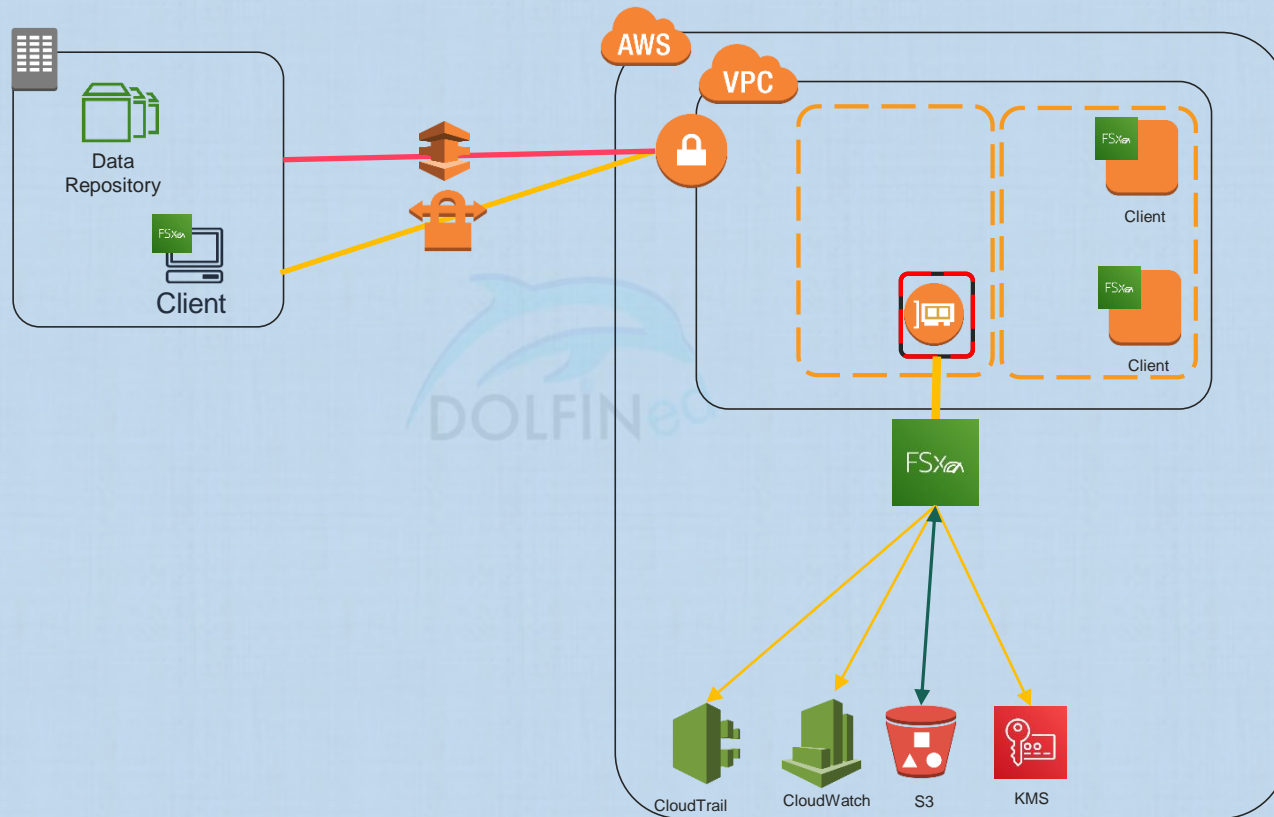 AWS
VPC
Data
Repository
FSx
Client
FSx
Client
FSx
Client
DOLFINed
FSx
CloudTrail
CloudWatch
S3
KMS